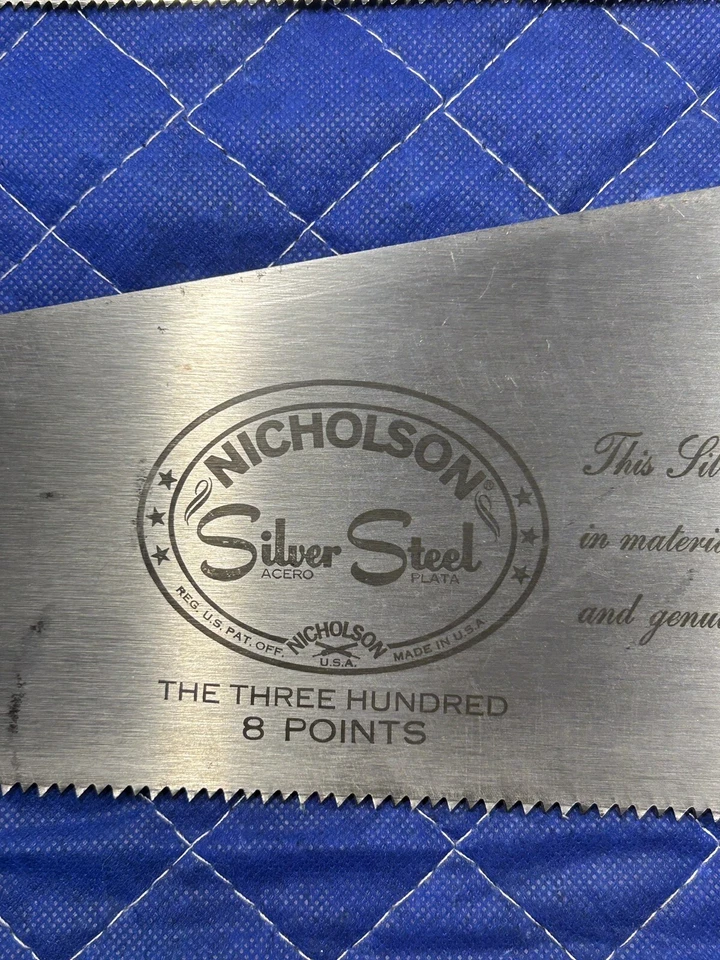 NICHOLSON®
Silver Steel
ACERO PLATA
REG. U.S. PAT. OFF. NICHOLSON MADE IN U.S.A.
U.S.A.
THE THREE HUNDRED
8 POINTS
This Sil
in materi
and genu